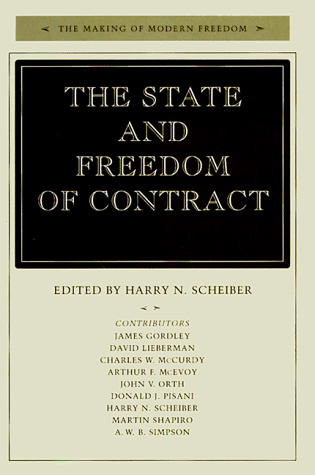 THE MAKING OF MODERN FREEDOM
THE STATE
AND
FREEDOM
OF CONTRACT
EDITED BY HARRY N. SCHEIBER
CONTRIBUTORS
JAMES GORDLEY
DAVID LIEBERMAN
CHARLES W. McCURDY
ARTHUR F. McEVOY
JOHN V. ORTH
DONALD J. PISANI
HARRY N. SCHEIBER
MARTIN SHAPIRO
A. W. B. SIMPSON